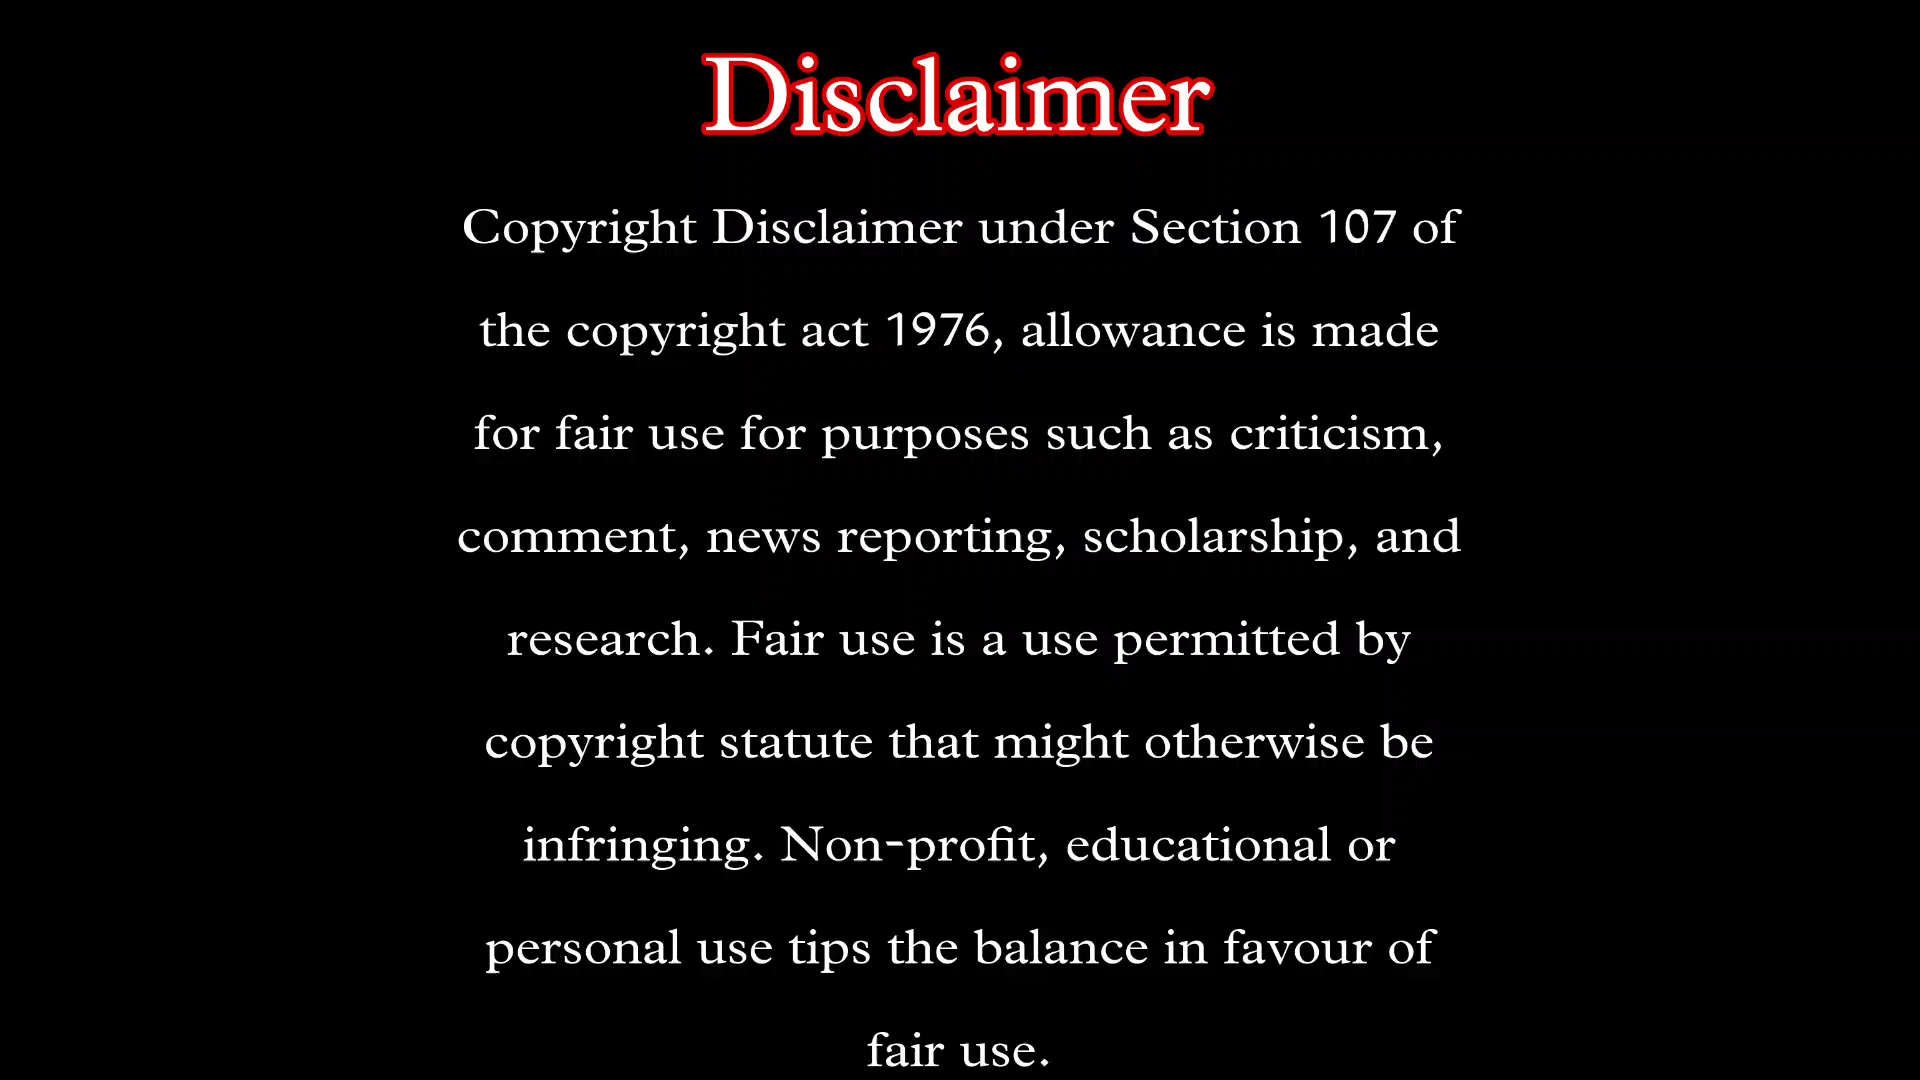 Disclaimer
Copyright Disclaimer under Section 107 of
the copyright act 1976, allowance is made
for fair use for purposes such as criticism,
comment, news reporting, scholarship, and
research. Fair use is a use permitted by
copyright statute that might otherwise be
infringing. Non-profit, educational or
personal use tips the balance in favour of
fair use.